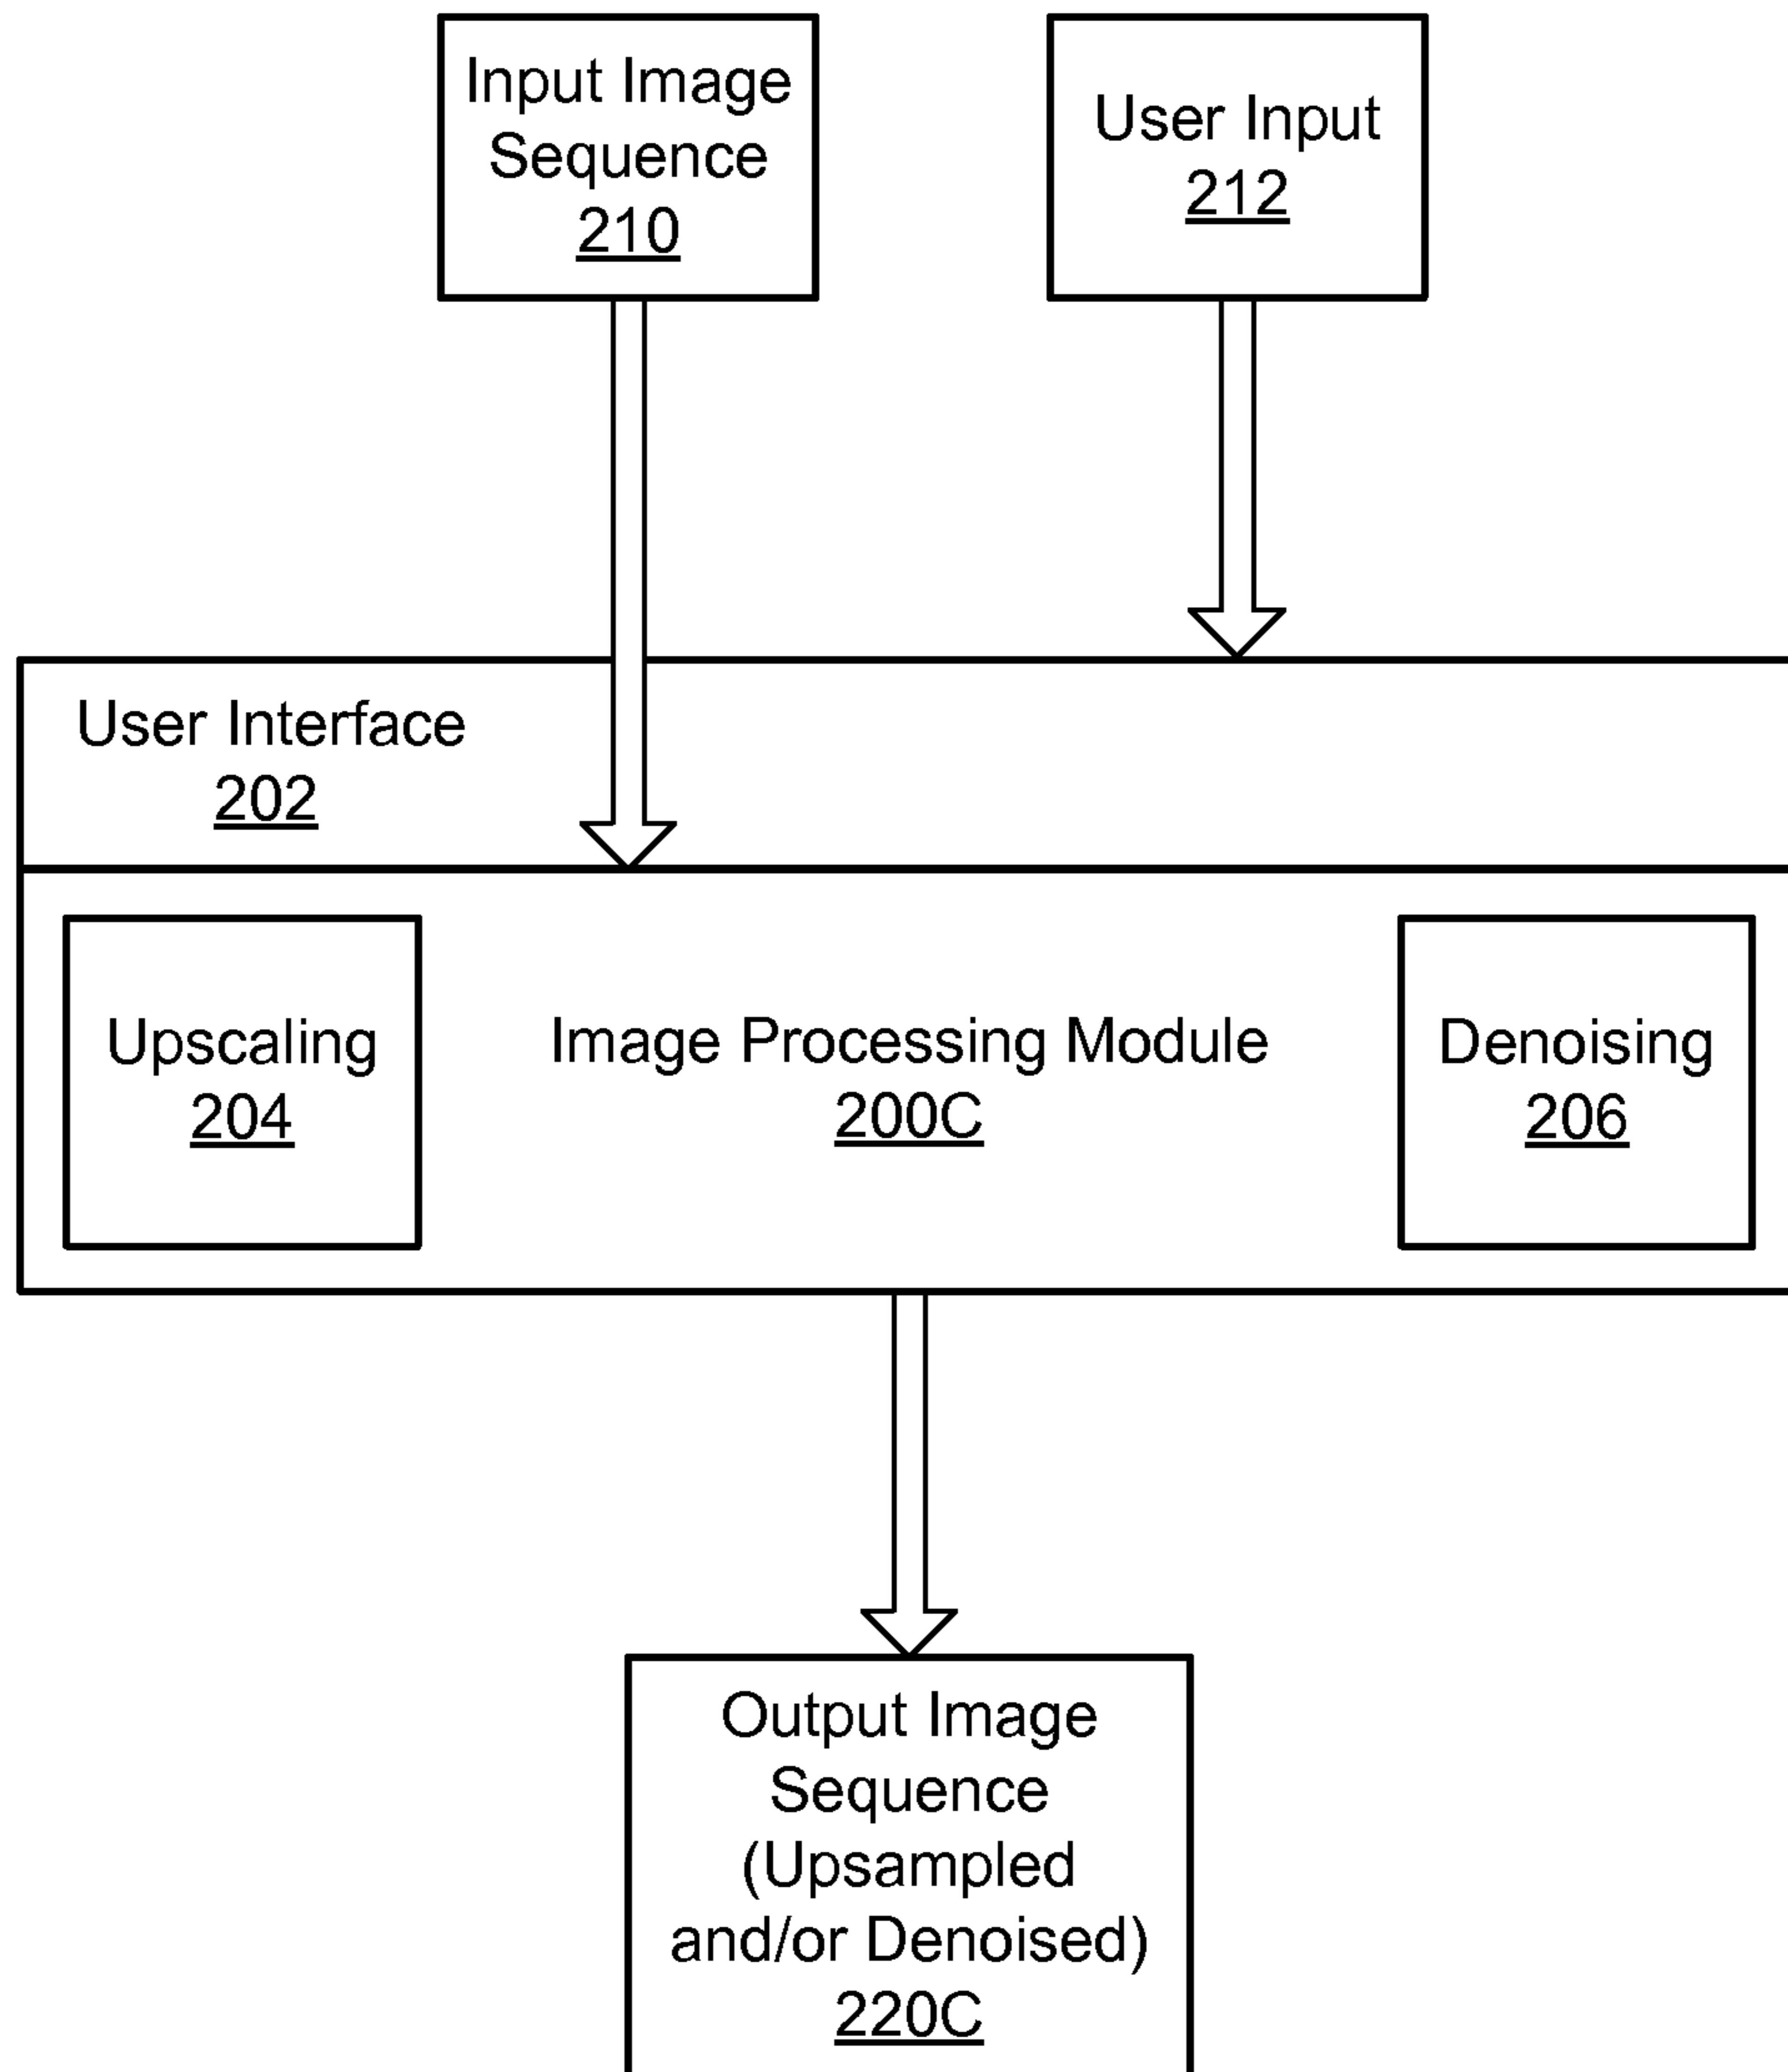 Input Image
Sequence
210
User Input
212
User Interface
202
Upscaling
204
Image Processing Module
200C
Denoising
206
Output Image
Sequence
(Upsampled
and/or Denoised)
220C